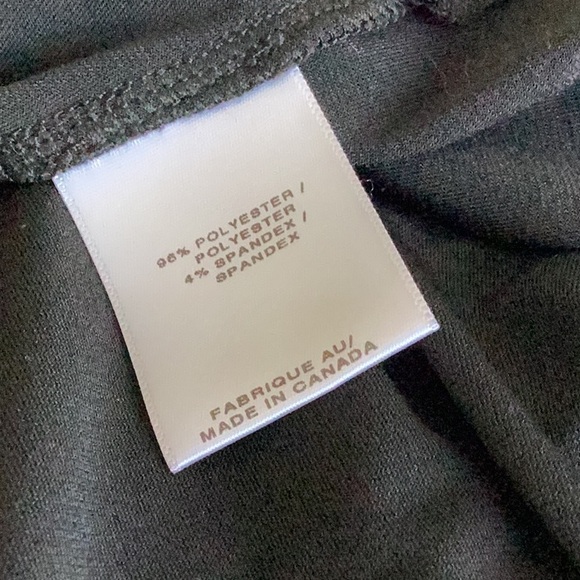 96% POLYESTER /
POLYESTER
4% SPANDEX /
SPANDEX
FABRIQUE AU/
MADE IN CANADA